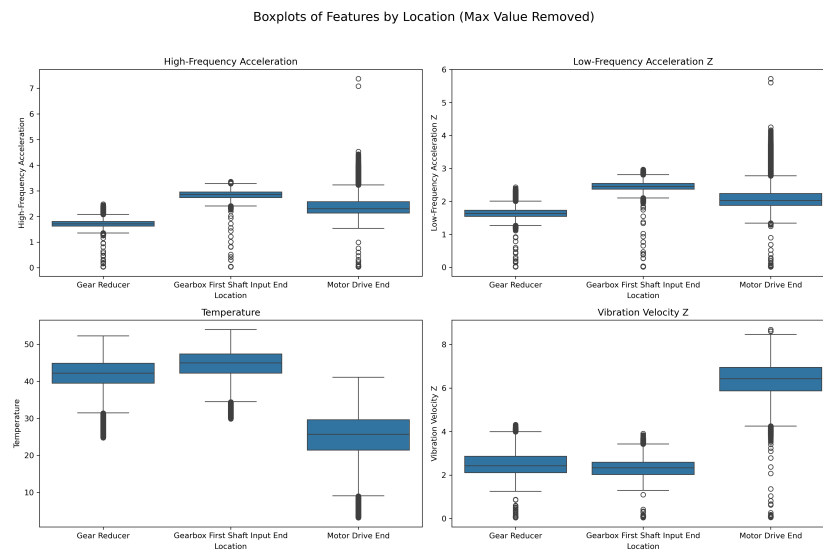 Boxplots of Features by Location (Max Value Removed)
High-Frequency Acceleration
High-Frequency Acceleration
7
6
5
4
3
2
1
0
Gear Reducer
Gearbox First Shaft Input End
Motor Drive End
Location
Low-Frequency Acceleration Z
Low-Frequency Acceleration Z
6
5
4
3
2
1
0
Gear Reducer
Gearbox First Shaft Input End
Motor Drive End
Location
Temperature
Temperature
50
40
30
20
10
Gear Reducer
Gearbox First Shaft Input End
Motor Drive End
Location
Vibration Velocity Z
Vibration Velocity Z
8
6
4
2
0
Gear Reducer
Gearbox First Shaft Input End
Motor Drive End
Location